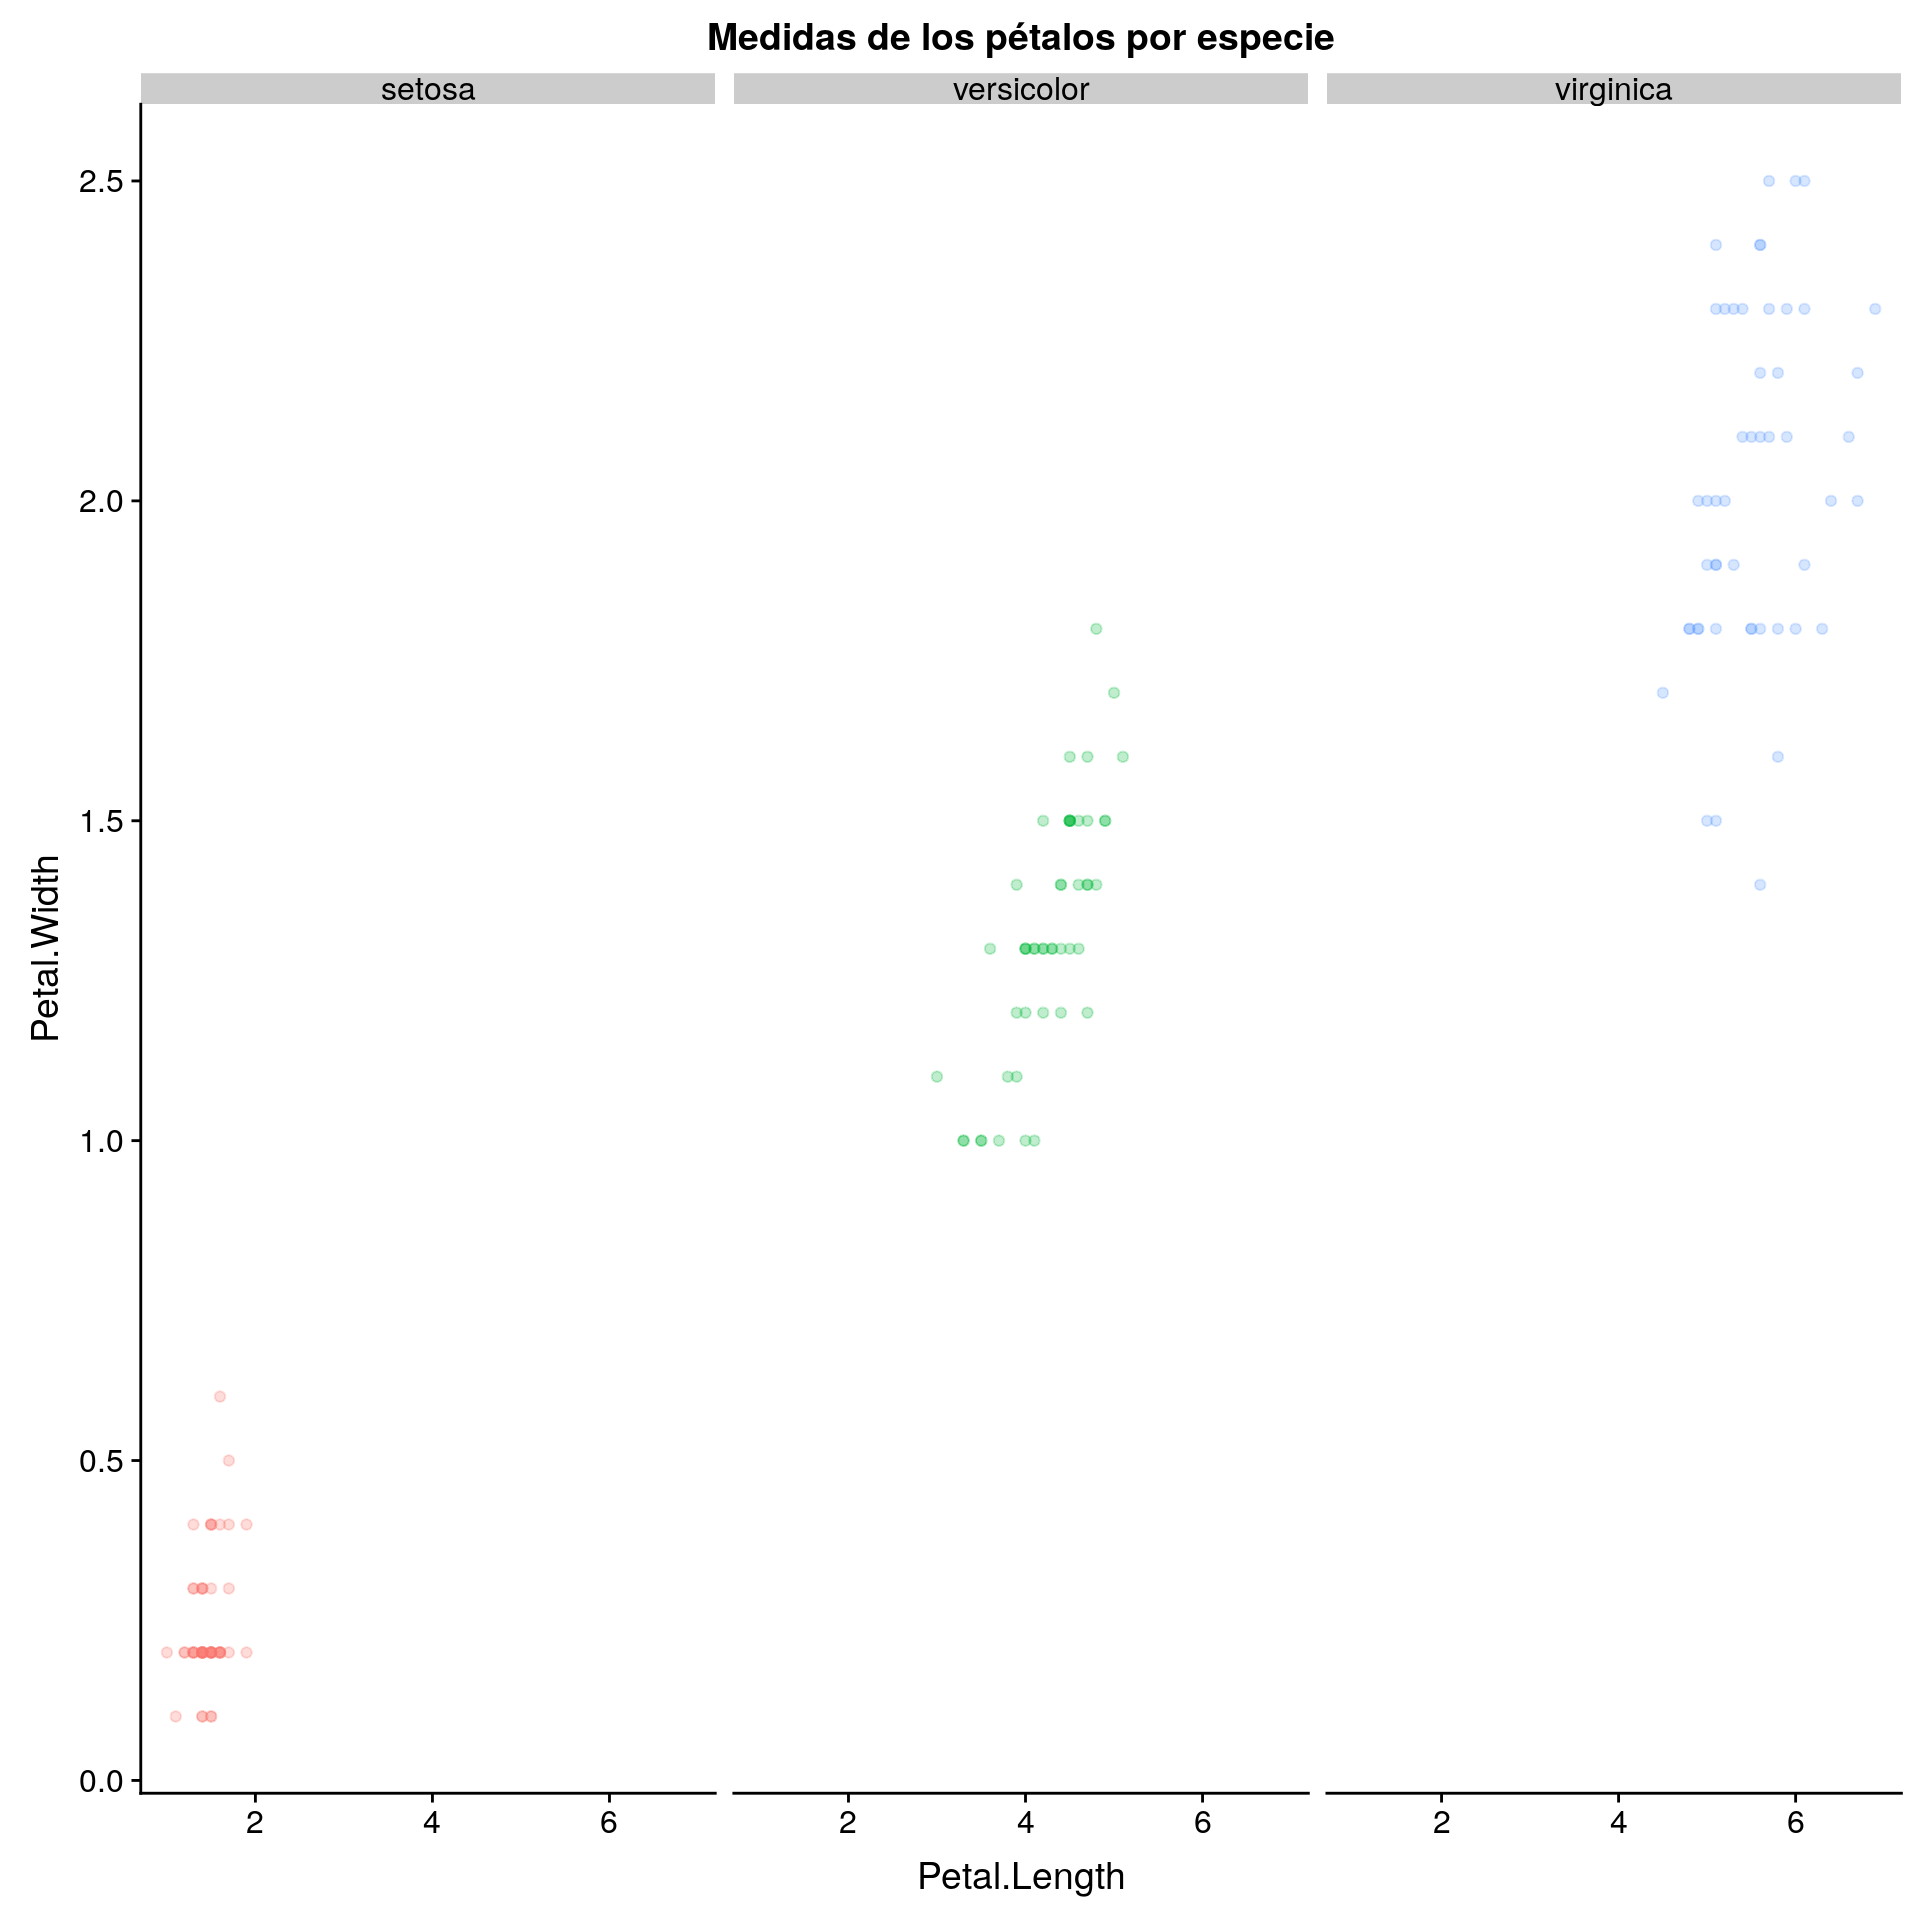 Medidas de los pétalos por especie
setosa versicolor virginica
2.5
2.0
1.5
1.0
0.5
0.0
Petal.Width
2 4 6 2 4 6 2 4 6
Petal.Length